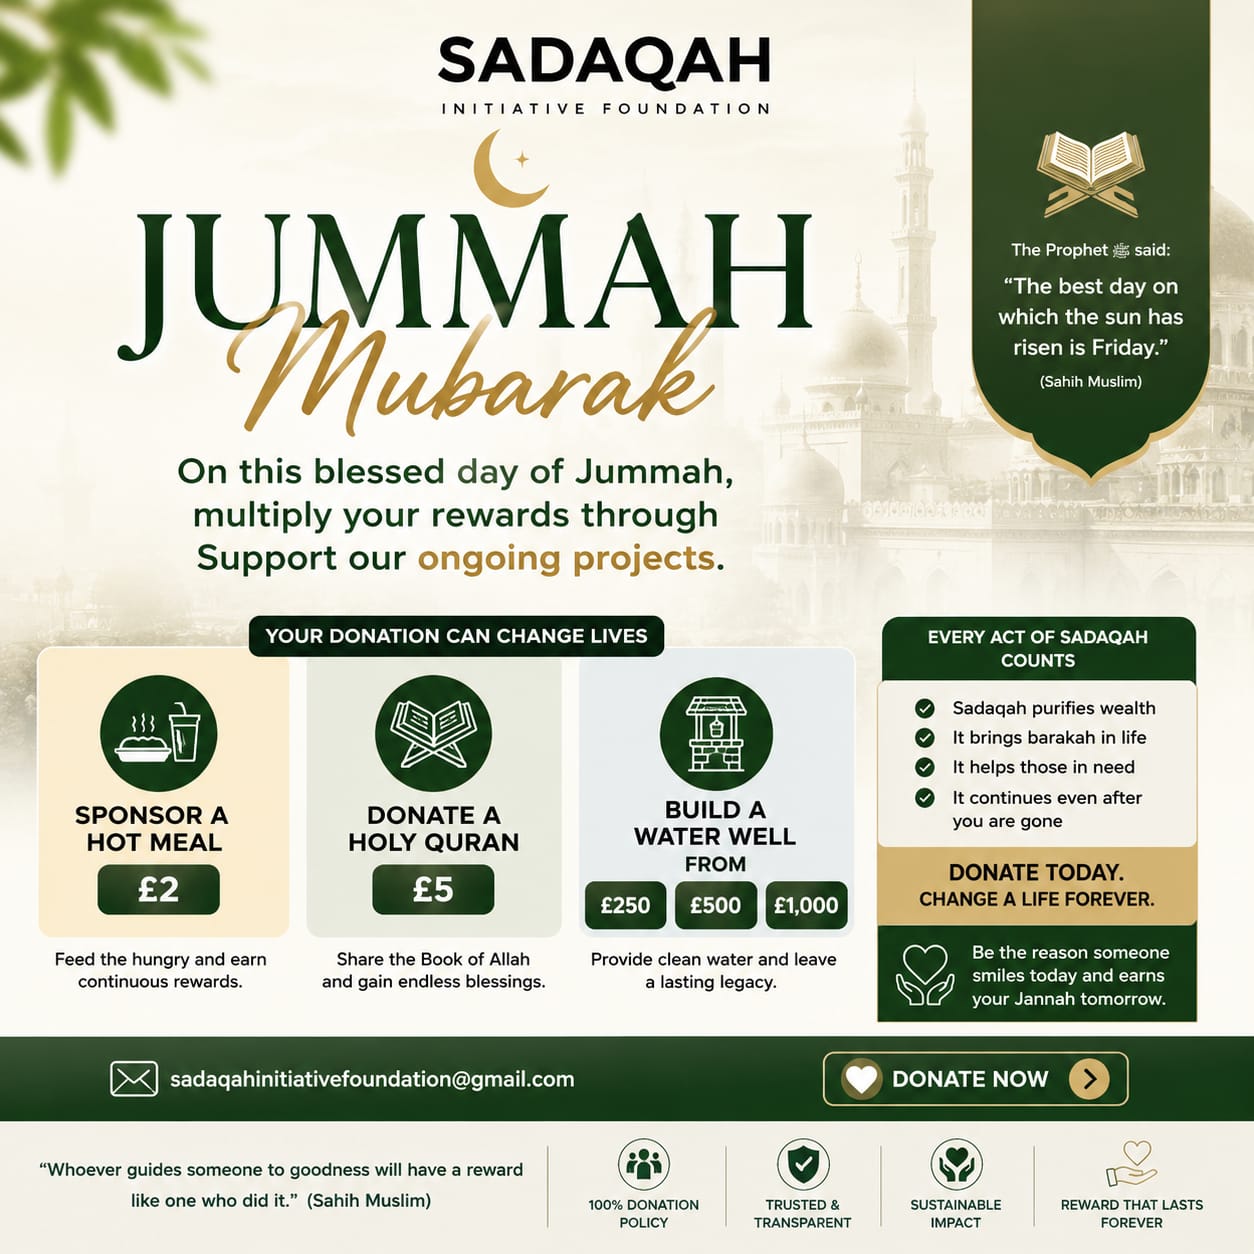 SADAQAH
INITIATIVE FOUNDATION
JUMMAH
Mubarak
On this blessed day of Jummah,
multiply your rewards through
Support our ongoing projects.
The Prophet ﷺ said:
“The best day on
which the sun has
risen is Friday.”
(Sahih Muslim)
YOUR DONATION CAN CHANGE LIVES
SPONSOR A
HOT MEAL
£2
Feed the hungry and earn
continuous rewards.
DONATE A
HOLY QURAN
£5
Share the Book of Allah
and gain endless blessings.
BUILD A
WATER WELL
FROM
£250 £500 £1,000
Provide clean water and leave
a lasting legacy.
EVERY ACT OF SADAQAH
COUNTS
Sadaqah purifies wealth
It brings barakah in life
It helps those in need
It continues even after
you are gone
DONATE TODAY.
CHANGE A LIFE FOREVER.
Be the reason someone
smiles today and earns
your Jannah tomorrow.
sadaqahinitiativefoundation@gmail.com
DONATE NOW
“Whoever guides someone to goodness will have a reward
like one who did it.” (Sahih Muslim)
100% DONATION
POLICY
TRUSTED &
TRANSPARENT
SUSTAINABLE
IMPACT
REWARD THAT LASTS
FOREVER